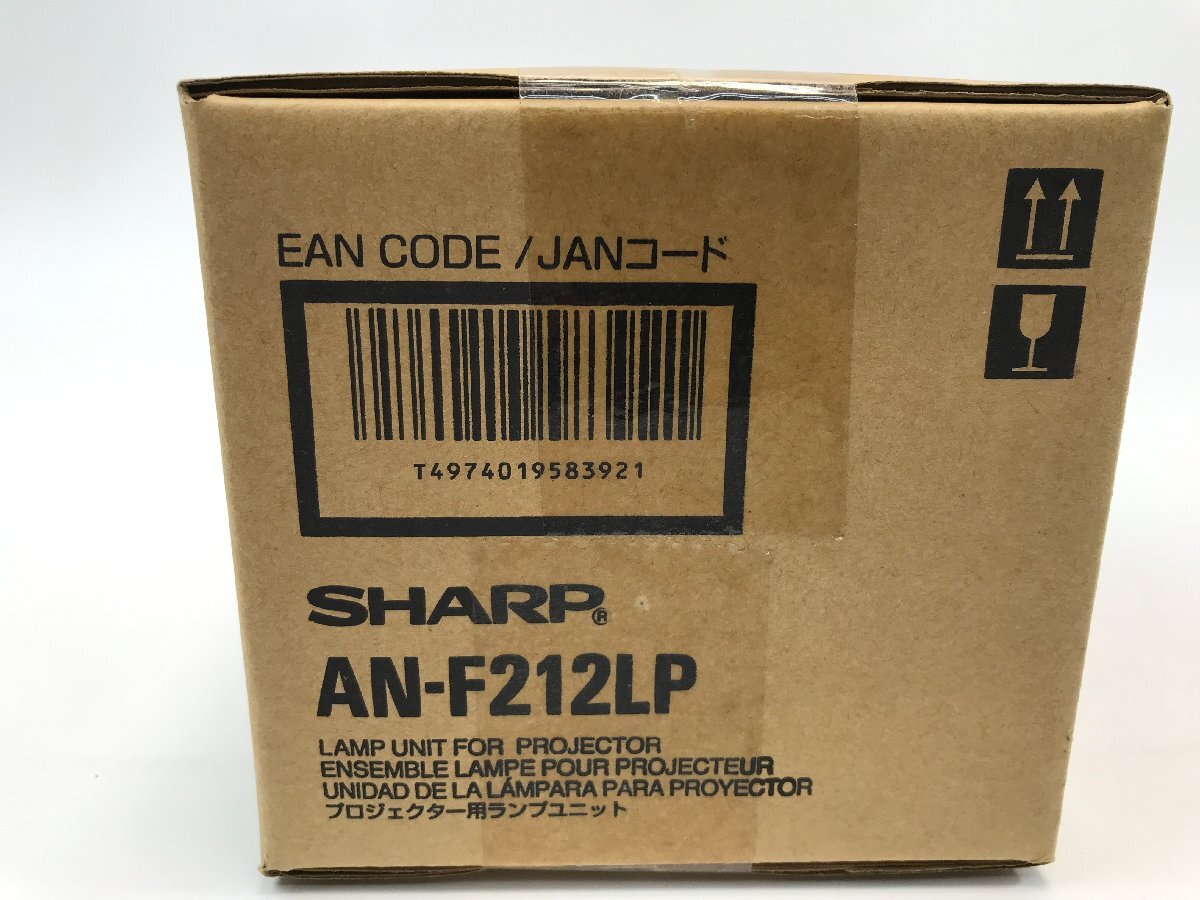 EAN CODE /JANコード
T4974019583921
SHARP®
AN-F212LP
LAMP UNIT FOR PROJECTOR
ENSEMBLE LAMPE POUR PROJECTEUR
UNIDAD DE LA LÁMPARA PARA PROYECTOR
プロジェクター用ランプユニット